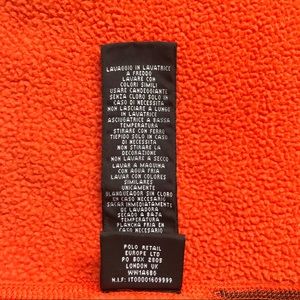 LAVAGGIO IN LAVATRICE
A FREDDO
LAVARE CON
COLORI SIMILI
USARE CANDEGGIANTE
SENZA CLORO SOLO IN
CASO DI NECESSITA
NON LASCIARE A LUNGO
IN LAVATRICE
ASCIUGATRICE A BASSA
TEMPERATURA
STIRARE CON FERRO
TIEPIDO SOLO IN CASO
DI NECESSITA
NON STIRARE LA
DECORAZIONE
NON LAVARE A SECCO
LAVAR A MAQUINA
CON AGUA FRIA
LAVAR CON COLORES
SIMILARES
UNICAMENTE
BLANQUEADOR SIN CLORO
EN CASO NECESARIO
SACAR INMEDIATAMENTE
DE LAVADORA
SECADO A BAJA
TEMPERATURA
PLANCHA FRIA EN
CASO NECESARIO
POLO RETAIL
EUROPE LTD
PO BOX 2009
LONDON UK
WW1A6BD
N.I.F: IT00001609999